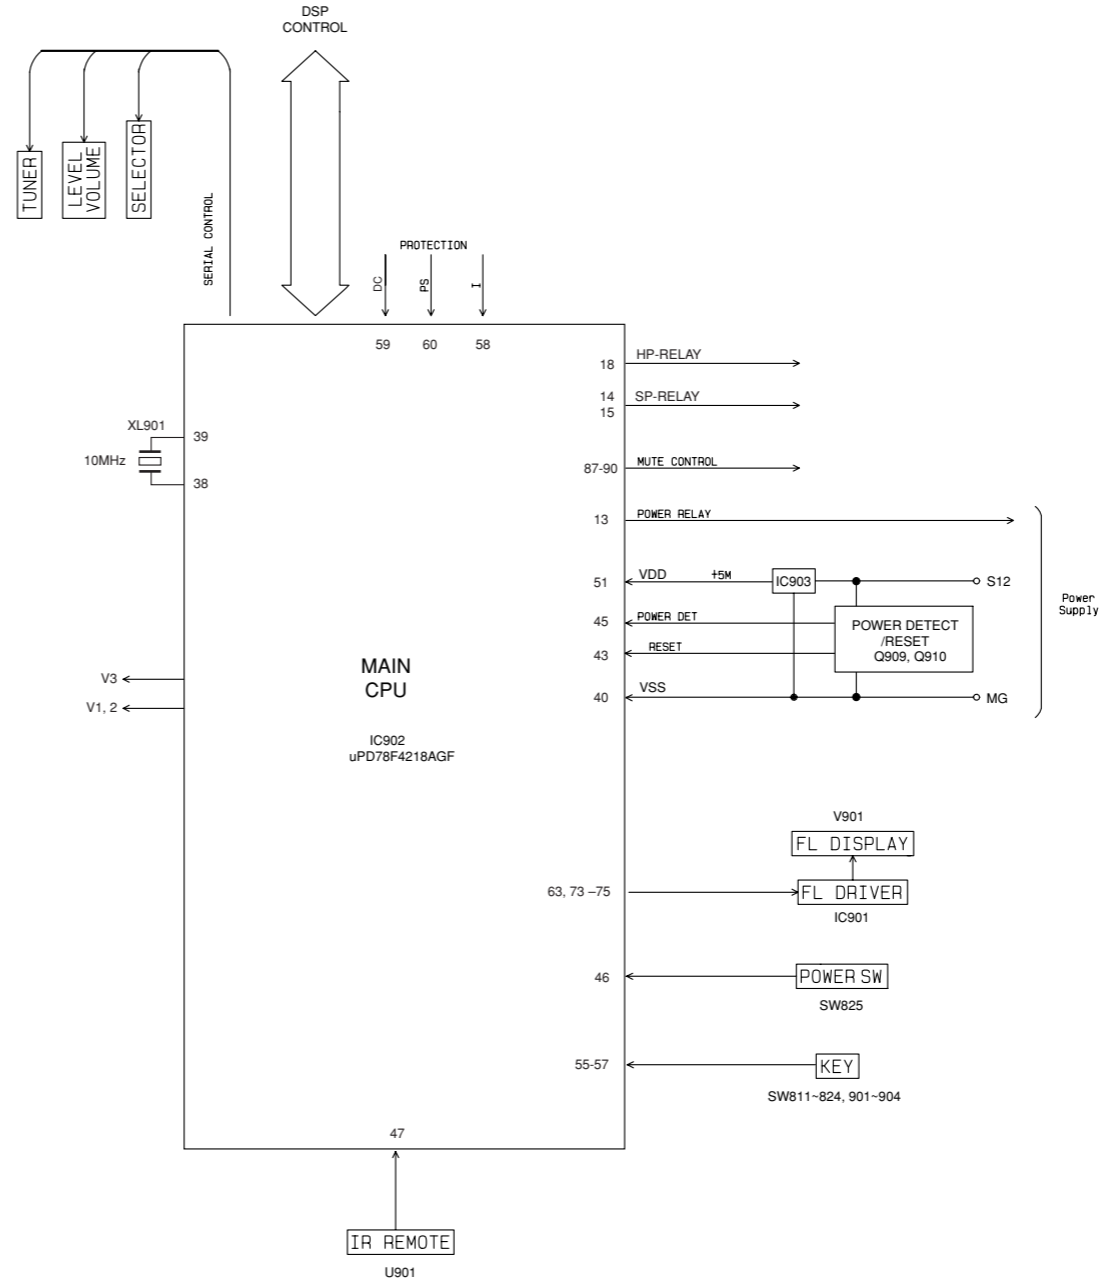 DSP
CONTROL
TUNER
LEVEL
VOLUME
SELECTOR
SERIAL CONTROL
PROTECTION
DC
PS
I
59
60
58
18
HP-RELAY
14
15
SP-RELAY
XL901
10MHz
39
38
87-90
MUTE CONTROL
13
POWER RELAY
51
VDD
+5M
IC903
S12
45
POWER DET
43
RESET
POWER DETECT
/RESET
Q909, Q910
40
VSS
MG
Power
Supply
MAIN
CPU
IC902
uPD78F4218AGF
V3
V1, 2
V901
FL DISPLAY
63, 73 –75
FL DRIVER
IC901
46
POWER SW
SW825
55-57
KEY
SW811~824, 901~904
47
IR REMOTE
U901